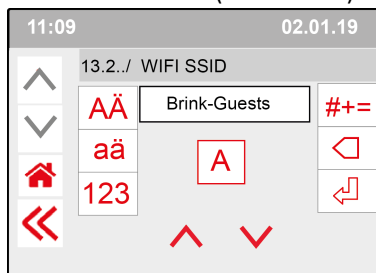 11:09 02.01.19
13.2../ WIFI SSID
AÄ Brink-Guests #+=
aä A
123